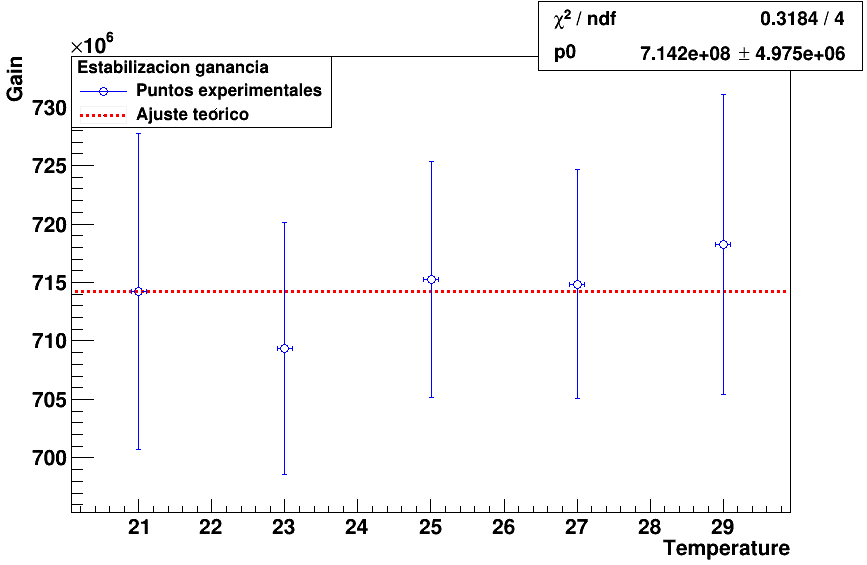 χ² / ndf 0.3184 / 4
p0 7.142e+08 ± 4.975e+06
×10⁶
Gain
Estabilizacion ganancia
Puntos experimentales
Ajuste teórico
730
725
720
715
710
705
700
21 22 23 24 25 26 27 28 29
Temperature